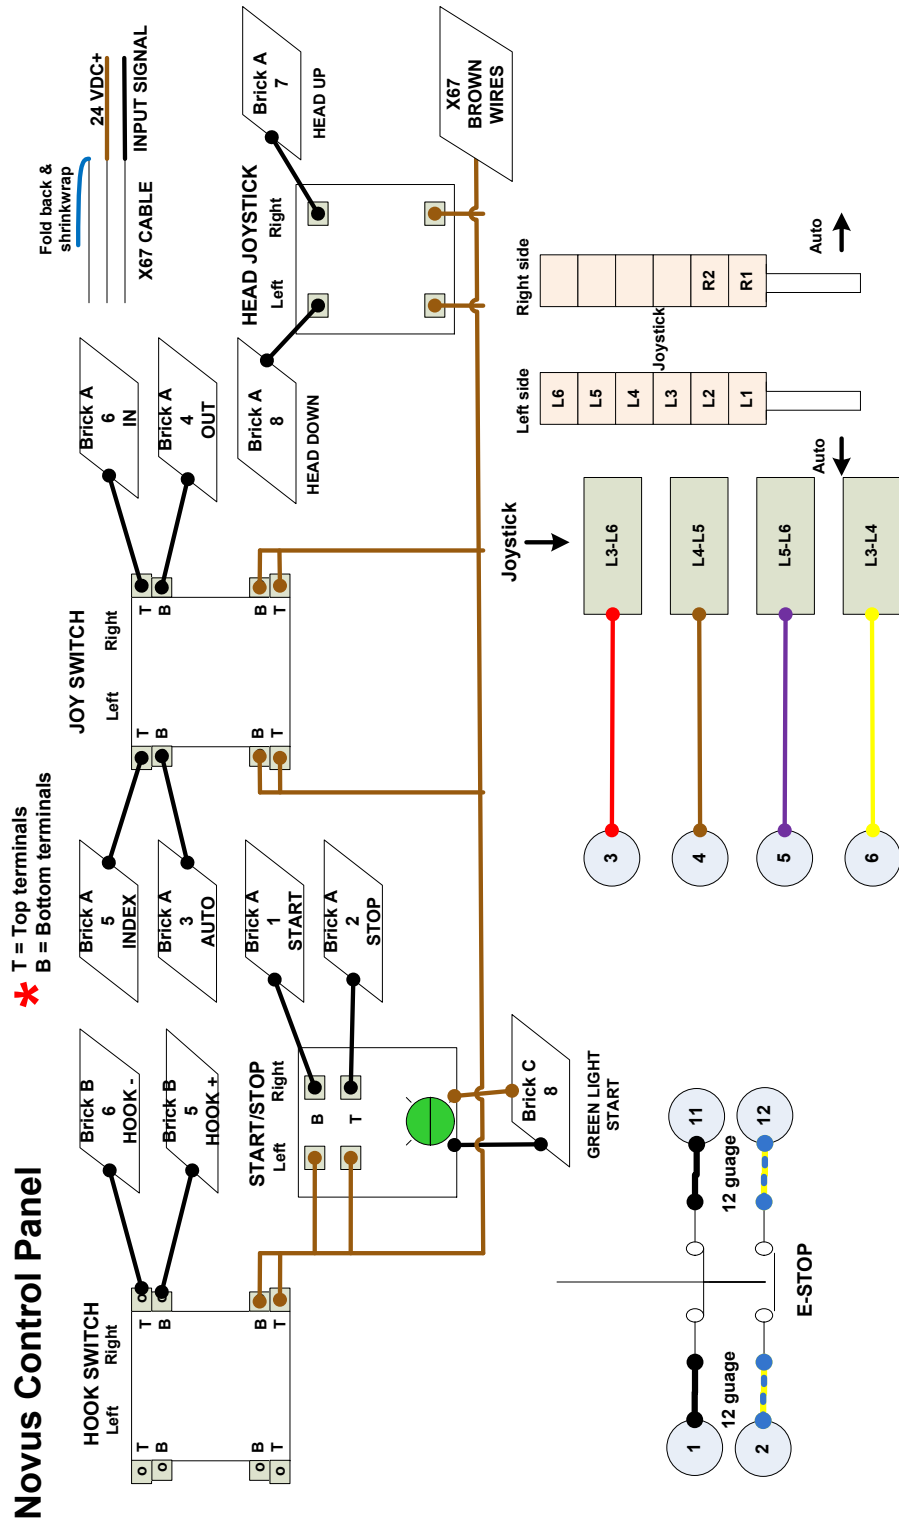 Novus Control Panel
* T = Top terminals
B = Bottom terminals
HOOK SWITCH
Left
Right
T
B
B
T
T
B
B
T
O
O
O
O
O
O
Brick B
6
HOOK -
Brick B
5
HOOK +
START/STOP
Left
Right
B
T
Brick A
1
START
Brick A
2
STOP
Brick C
8
GREEN LIGHT
START
JOY SWITCH
Left
Right
T
B
B
T
T
B
B
T
Brick A
5
INDEX
Brick A
3
AUTO
Brick A
6
IN
Brick A
4
OUT
HEAD JOYSTICK
Left
Right
Brick A
8
HEAD DOWN
Brick A
7
HEAD UP
X67
BROWN
WIRES
Fold back &
shrinkwrap
24 VDC+
INPUT SIGNAL
X67 CABLE
1
12 guage
12 guage
11
2
12
E-STOP
Joystick
3
L3-L6
4
L4-L5
5
L5-L6
6
L3-L4
Left side
L6
L5
L4
L3
L2
L1
Auto
Joystick
Right side
R2
R1
Auto